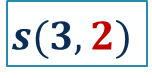 s(3, 2)